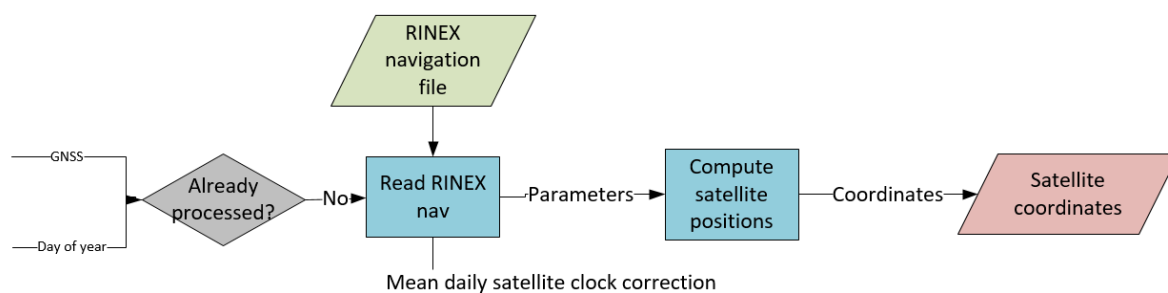 RINEX
navigation
file
GNSS
Day of year
Already
processed?
No
Read RINEX
nav
Parameters
Compute
satellite
positions
Coordinates
Satellite
coordinates
Mean daily satellite clock correction